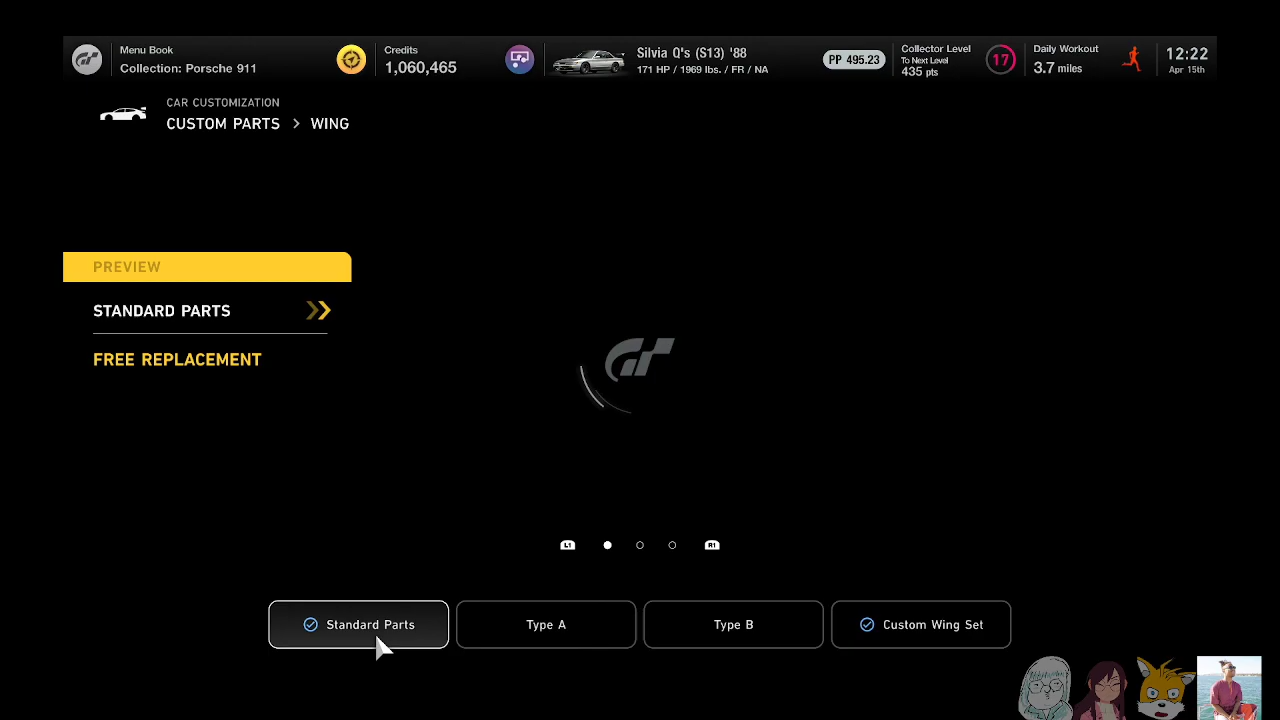 Menu Book
Collection: Porsche 911
Credits
1,060,465
Silvia Q's (S13) '88
171 HP / 1969 lbs. / FR / NA
PP 495.23
Collector Level
To Next Level
435 pts
17
Daily Workout
3.7 miles
12:22
Apr 15th
CAR CUSTOMIZATION
CUSTOM PARTS > WING
PREVIEW
STANDARD PARTS
FREE REPLACEMENT
L1
R1
Standard Parts
Type A
Type B
Custom Wing Set